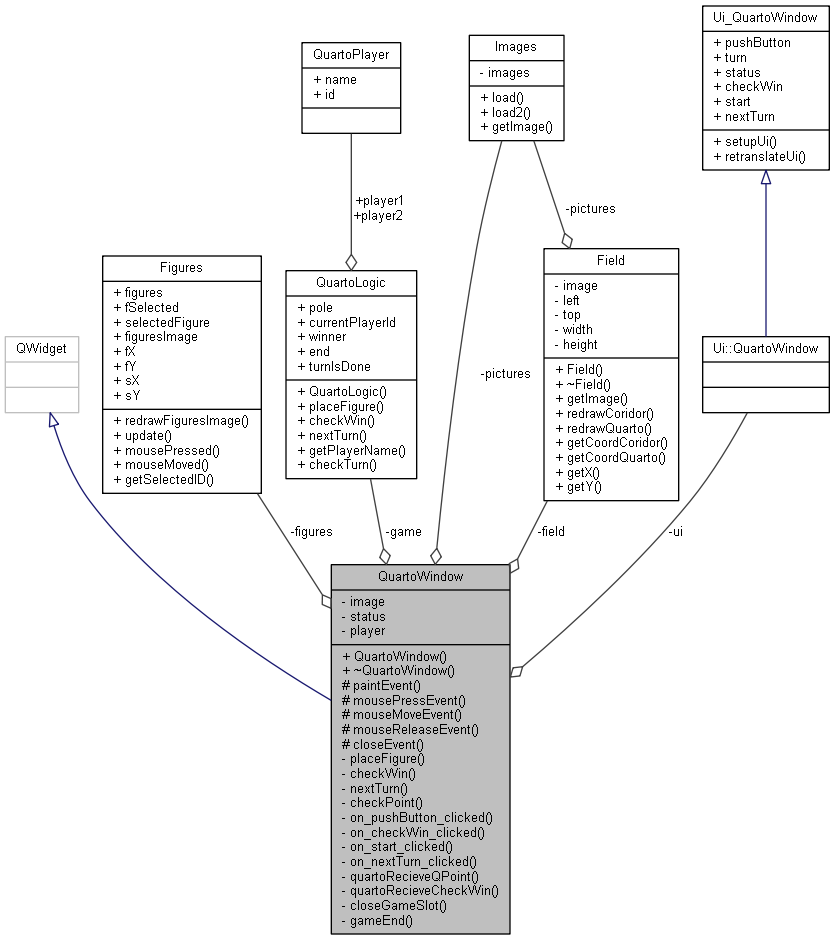 Ui_QuartoWindow
+ pushButton
+ turn
+ status
+ checkWin
+ start
+ nextTurn
+ setupUi()
+ retranslateUi()
Images
- images
+ load()
+ load2()
+ getImage()
QuartoPlayer
+ name
+ id
+player1
+player2
-pictures
Figures
+ figures
+ fSelected
+ selectedFigure
+ figuresImage
+ fX
+ fY
+ sX
+ sY
+ redrawFiguresImage()
+ update()
+ mousePressed()
+ mouseMoved()
+ getSelectedID()
QuartoLogic
+ pole
+ currentPlayerId
+ winner
+ end
+ turnIsDone
+ QuartoLogic()
+ placeFigure()
+ checkWin()
+ nextTurn()
+ getPlayerName()
+ checkTurn()
Field
- image
- left
- top
- width
- height
+ Field()
+ ~Field()
+ getImage()
+ redrawCoridor()
+ redrawQuarto()
+ getCoordCoridor()
+ getCoordQuarto()
+ getX()
+ getY()
QWidget
Ui::QuartoWindow
-pictures
-figures
-game
-field
-ui
QuartoWindow
- image
- status
- player
+ QuartoWindow()
+ ~QuartoWindow()
# paintEvent()
# mousePressEvent()
# mouseMoveEvent()
# mouseReleaseEvent()
# closeEvent()
- placeFigure()
- checkWin()
- nextTurn()
- checkPoint()
- on_pushButton_clicked()
- on_checkWin_clicked()
- on_start_clicked()
- on_nextTurn_clicked()
- quartoRecieveQPoint()
- quartoRecieveCheckWin()
- closeGameSlot()
- gameEnd()